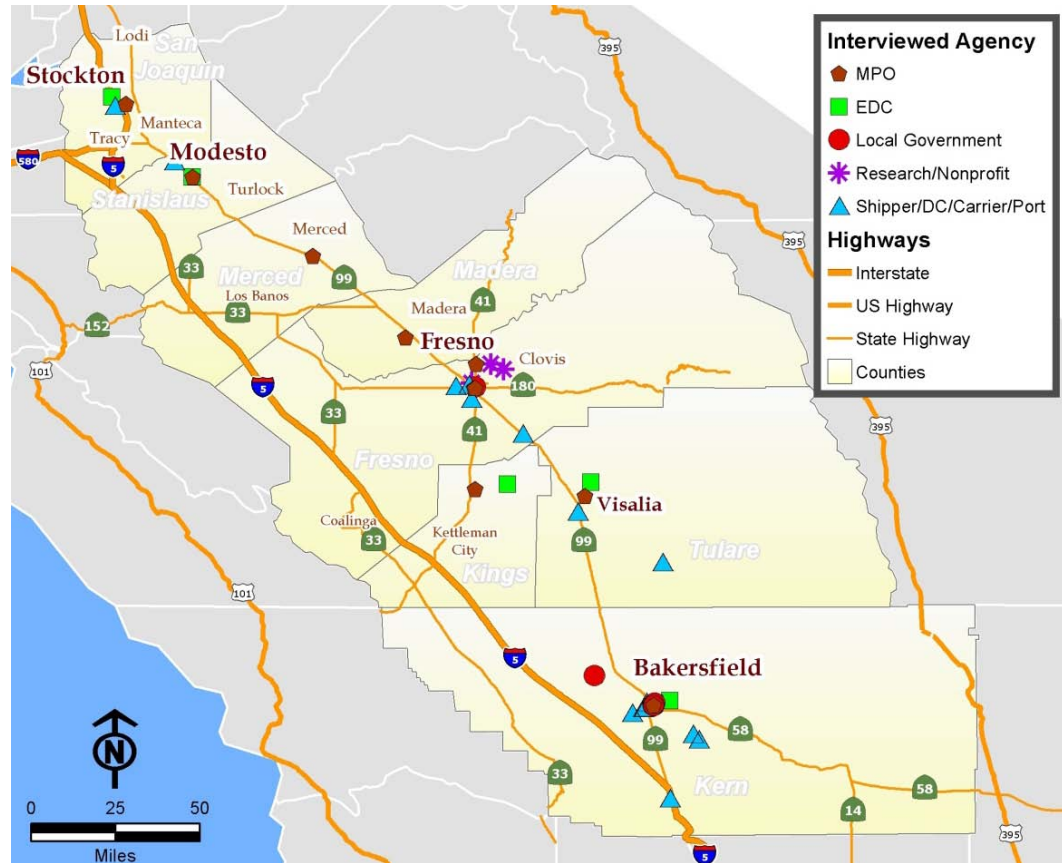 Lodi
San
Joaquin
Stockton
Manteca
Tracy
580
5
Modesto
Turlock
Stanislaus
Merced
33
99
Merced
Los Banos
33
152
101
Madera
41
Madera
Fresno
Clovis
180
5
33
41
Fresno
Coalinga
33
Kettleman
City
Kings
Visalia
99
Tulare
101
5
Bakersfield
99
58
Kern
33
58
14
5
395
395
395
395
395
Interviewed Agency
MPO
EDC
Local Government
Research/Nonprofit
Shipper/DC/Carrier/Port
Highways
Interstate
US Highway
State Highway
Counties
N
0 25 50
Miles